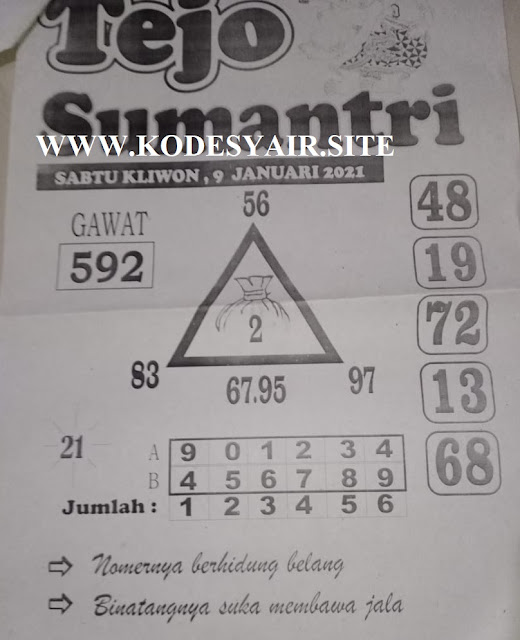 Tejo
Sumantri
WWW.KODESYAIR.SITE
SABTU KLIWON , 9 JANUARI 2021
GAWAT
592
56
2
83
67.95
97
48
19
72
13
68
21
A 9 0 1 2 3 4
B 4 5 6 7 8 9
Jumlah : 1 2 3 4 5 6
⇨ Nomernya berhidung belang
⇨ Binatangnya suka membawa jala